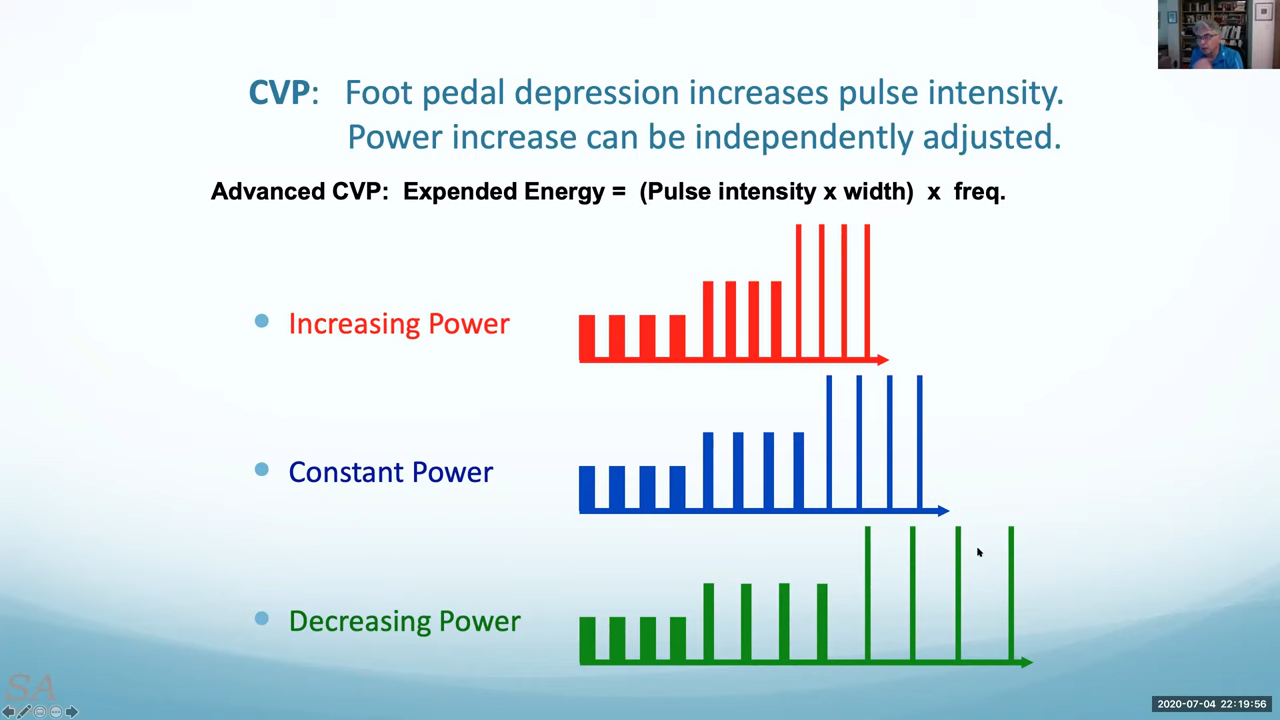 CVP: Foot pedal depression increases pulse intensity.
Power increase can be independently adjusted.
Advanced CVP: Expended Energy = (Pulse intensity x width) x freq.
Increasing Power
Constant Power
Decreasing Power
SA
2020-07-04 22:19:56